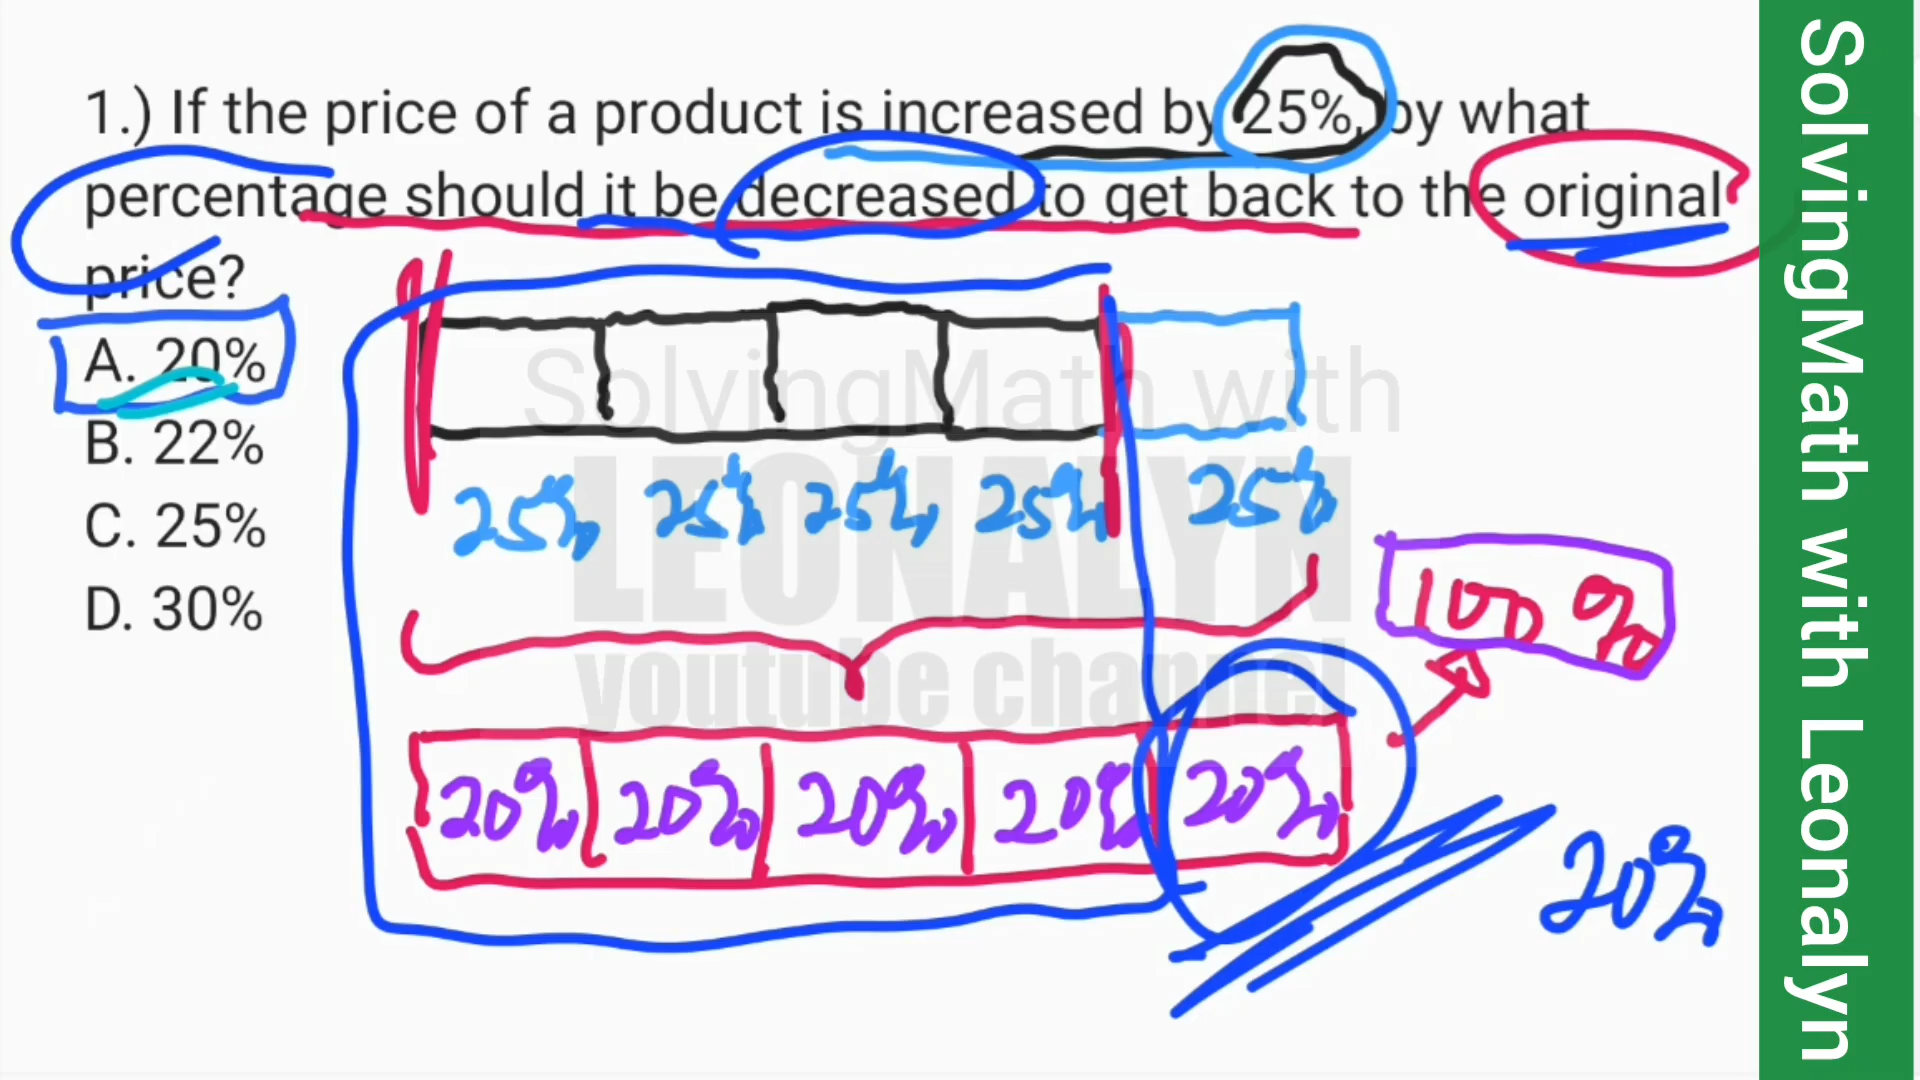 1.) If the price of a product is increased by 25%, by what
percentage should it be decreased to get back to the original
price?
A. 20%
B. 22%
C. 25%
D. 30%
SolvingMath with
LEONALYN
youtube channel
25% 25% 25% 25% 25%
100%
20% 20% 20% 20% 20%
20%
SolvingMath with Leonalyn